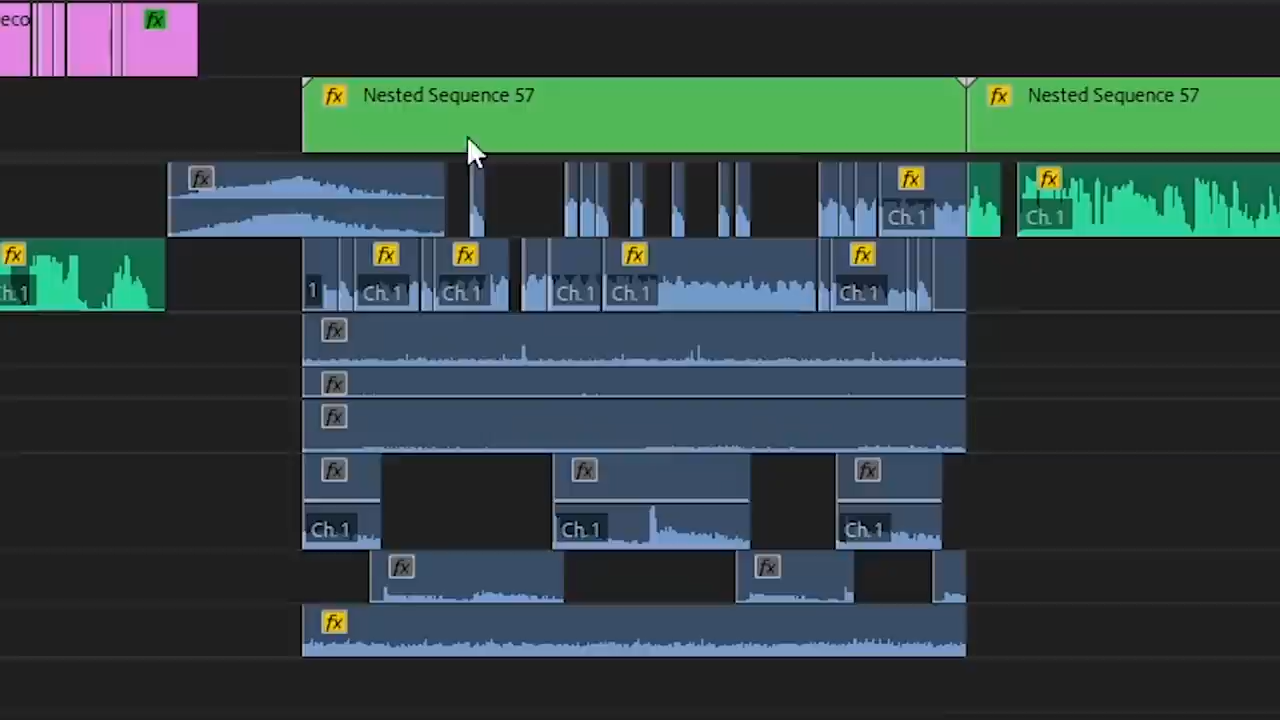 eco fx
fx Nested Sequence 57 fx Nested Sequence 57
fx fx fx
Ch. 1 Ch. 1
fx fx fx fx fx
Ch. 1 1 Ch. 1 Ch. 1 Ch. 1 Ch. 1 Ch. 1
fx
fx
fx
fx fx fx
Ch. 1 Ch. 1 Ch. 1
fx fx
fx